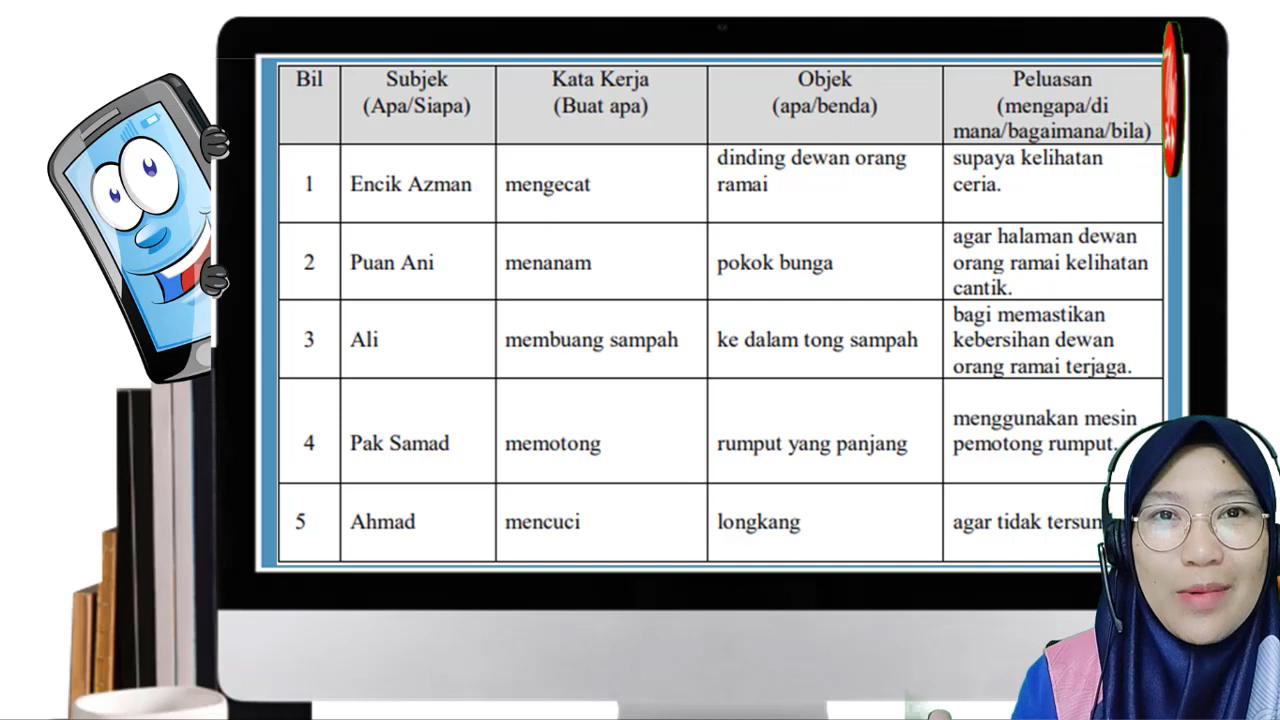 Bil
Subjek
(Apa/Siapa)
Kata Kerja
(Buat apa)
Objek
(apa/benda)
Peluasan
(mengapa/di
mana/bagaimana/bila)
1
Encik Azman
mengecat
dinding dewan orang
ramai
supaya kelihatan
ceria.
2
Puan Ani
menanam
pokok bunga
agar halaman dewan
orang ramai kelihatan
cantik.
3
Ali
membuang sampah
ke dalam tong sampah
bagi memastikan
kebersihan dewan
orang ramai terjaga.
4
Pak Samad
memotong
rumput yang panjang
menggunakan mesin
pemotong rumput.
5
Ahmad
mencuci
longkang
agar tidak